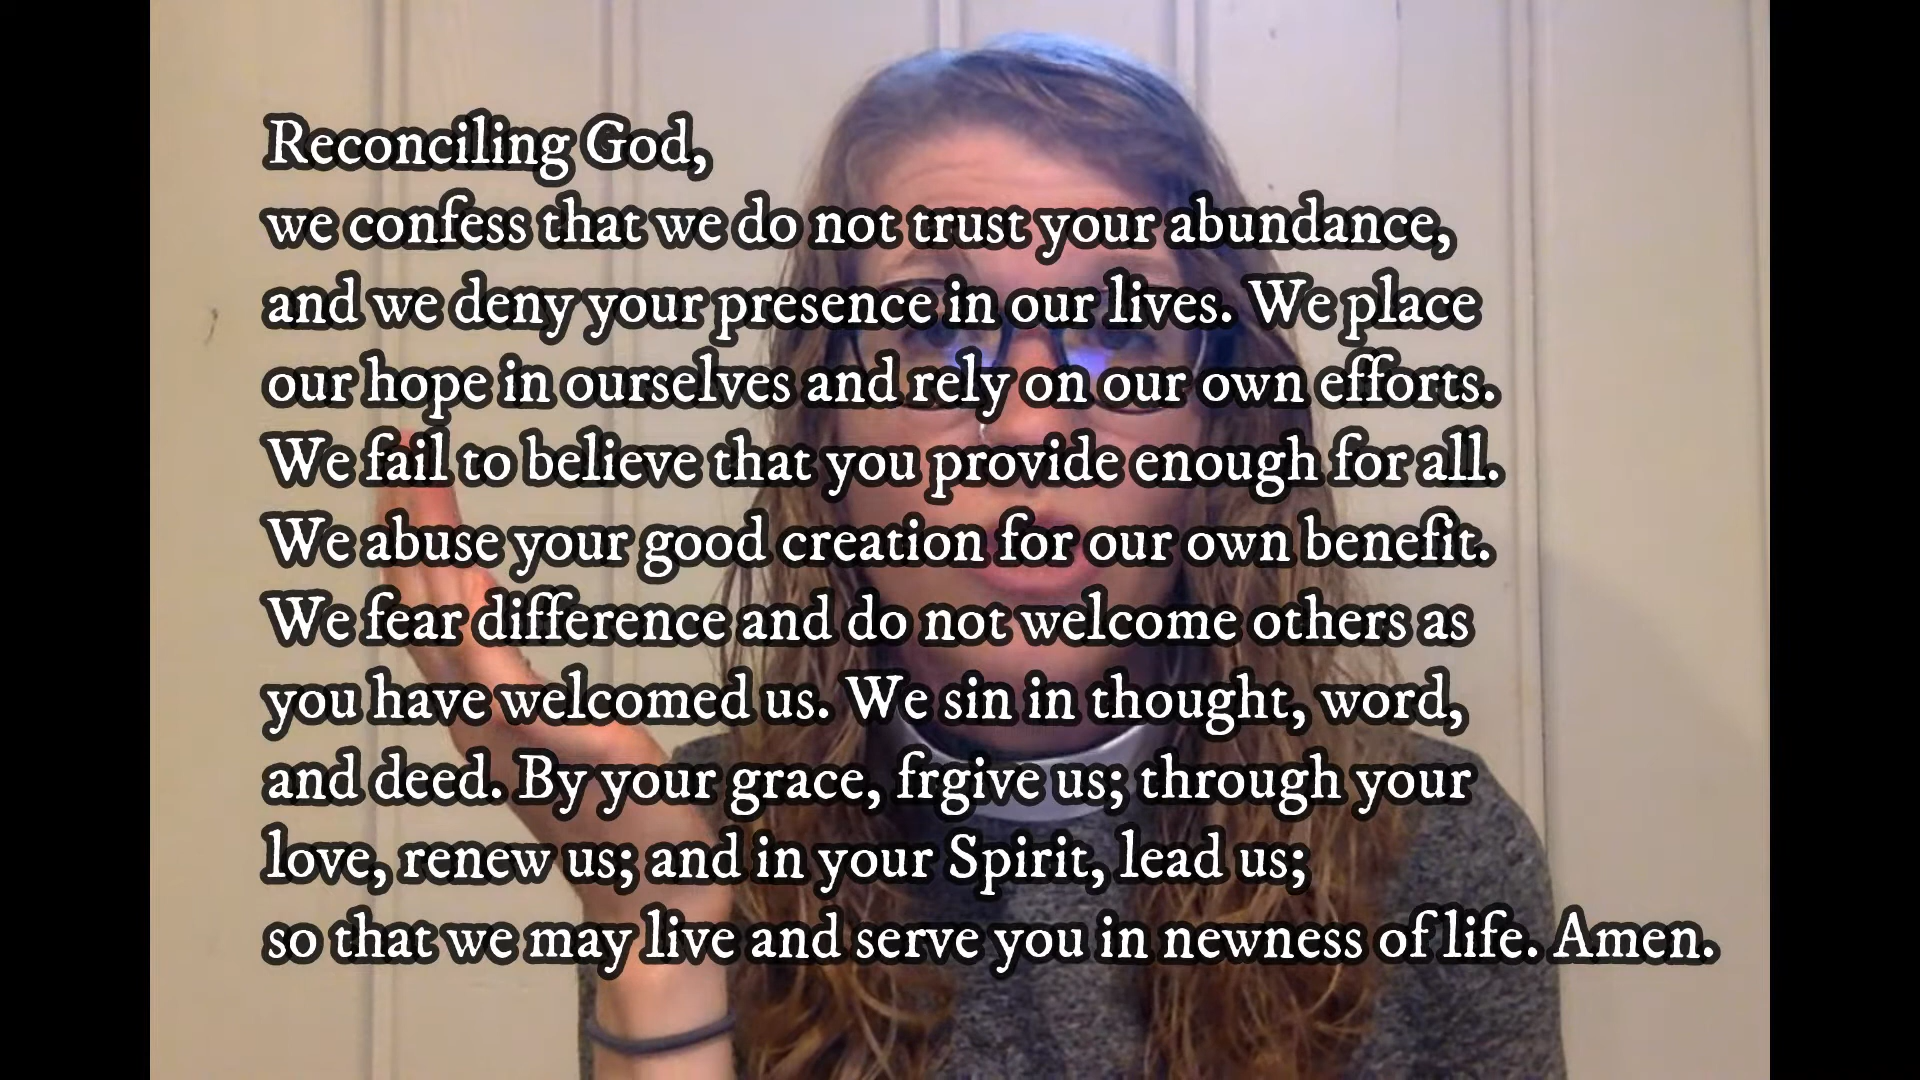 Reconciling God,
we confess that we do not trust your abundance,
and we deny your presence in our lives. We place
our hope in ourselves and rely on our own efforts.
We fail to believe that you provide enough for all.
We abuse your good creation for our own benefit.
We fear difference and do not welcome others as
you have welcomed us. We sin in thought, word,
and deed. By your grace, frgive us; through your
love, renew us; and in your Spirit, lead us;
so that we may live and serve you in newness of life. Amen.